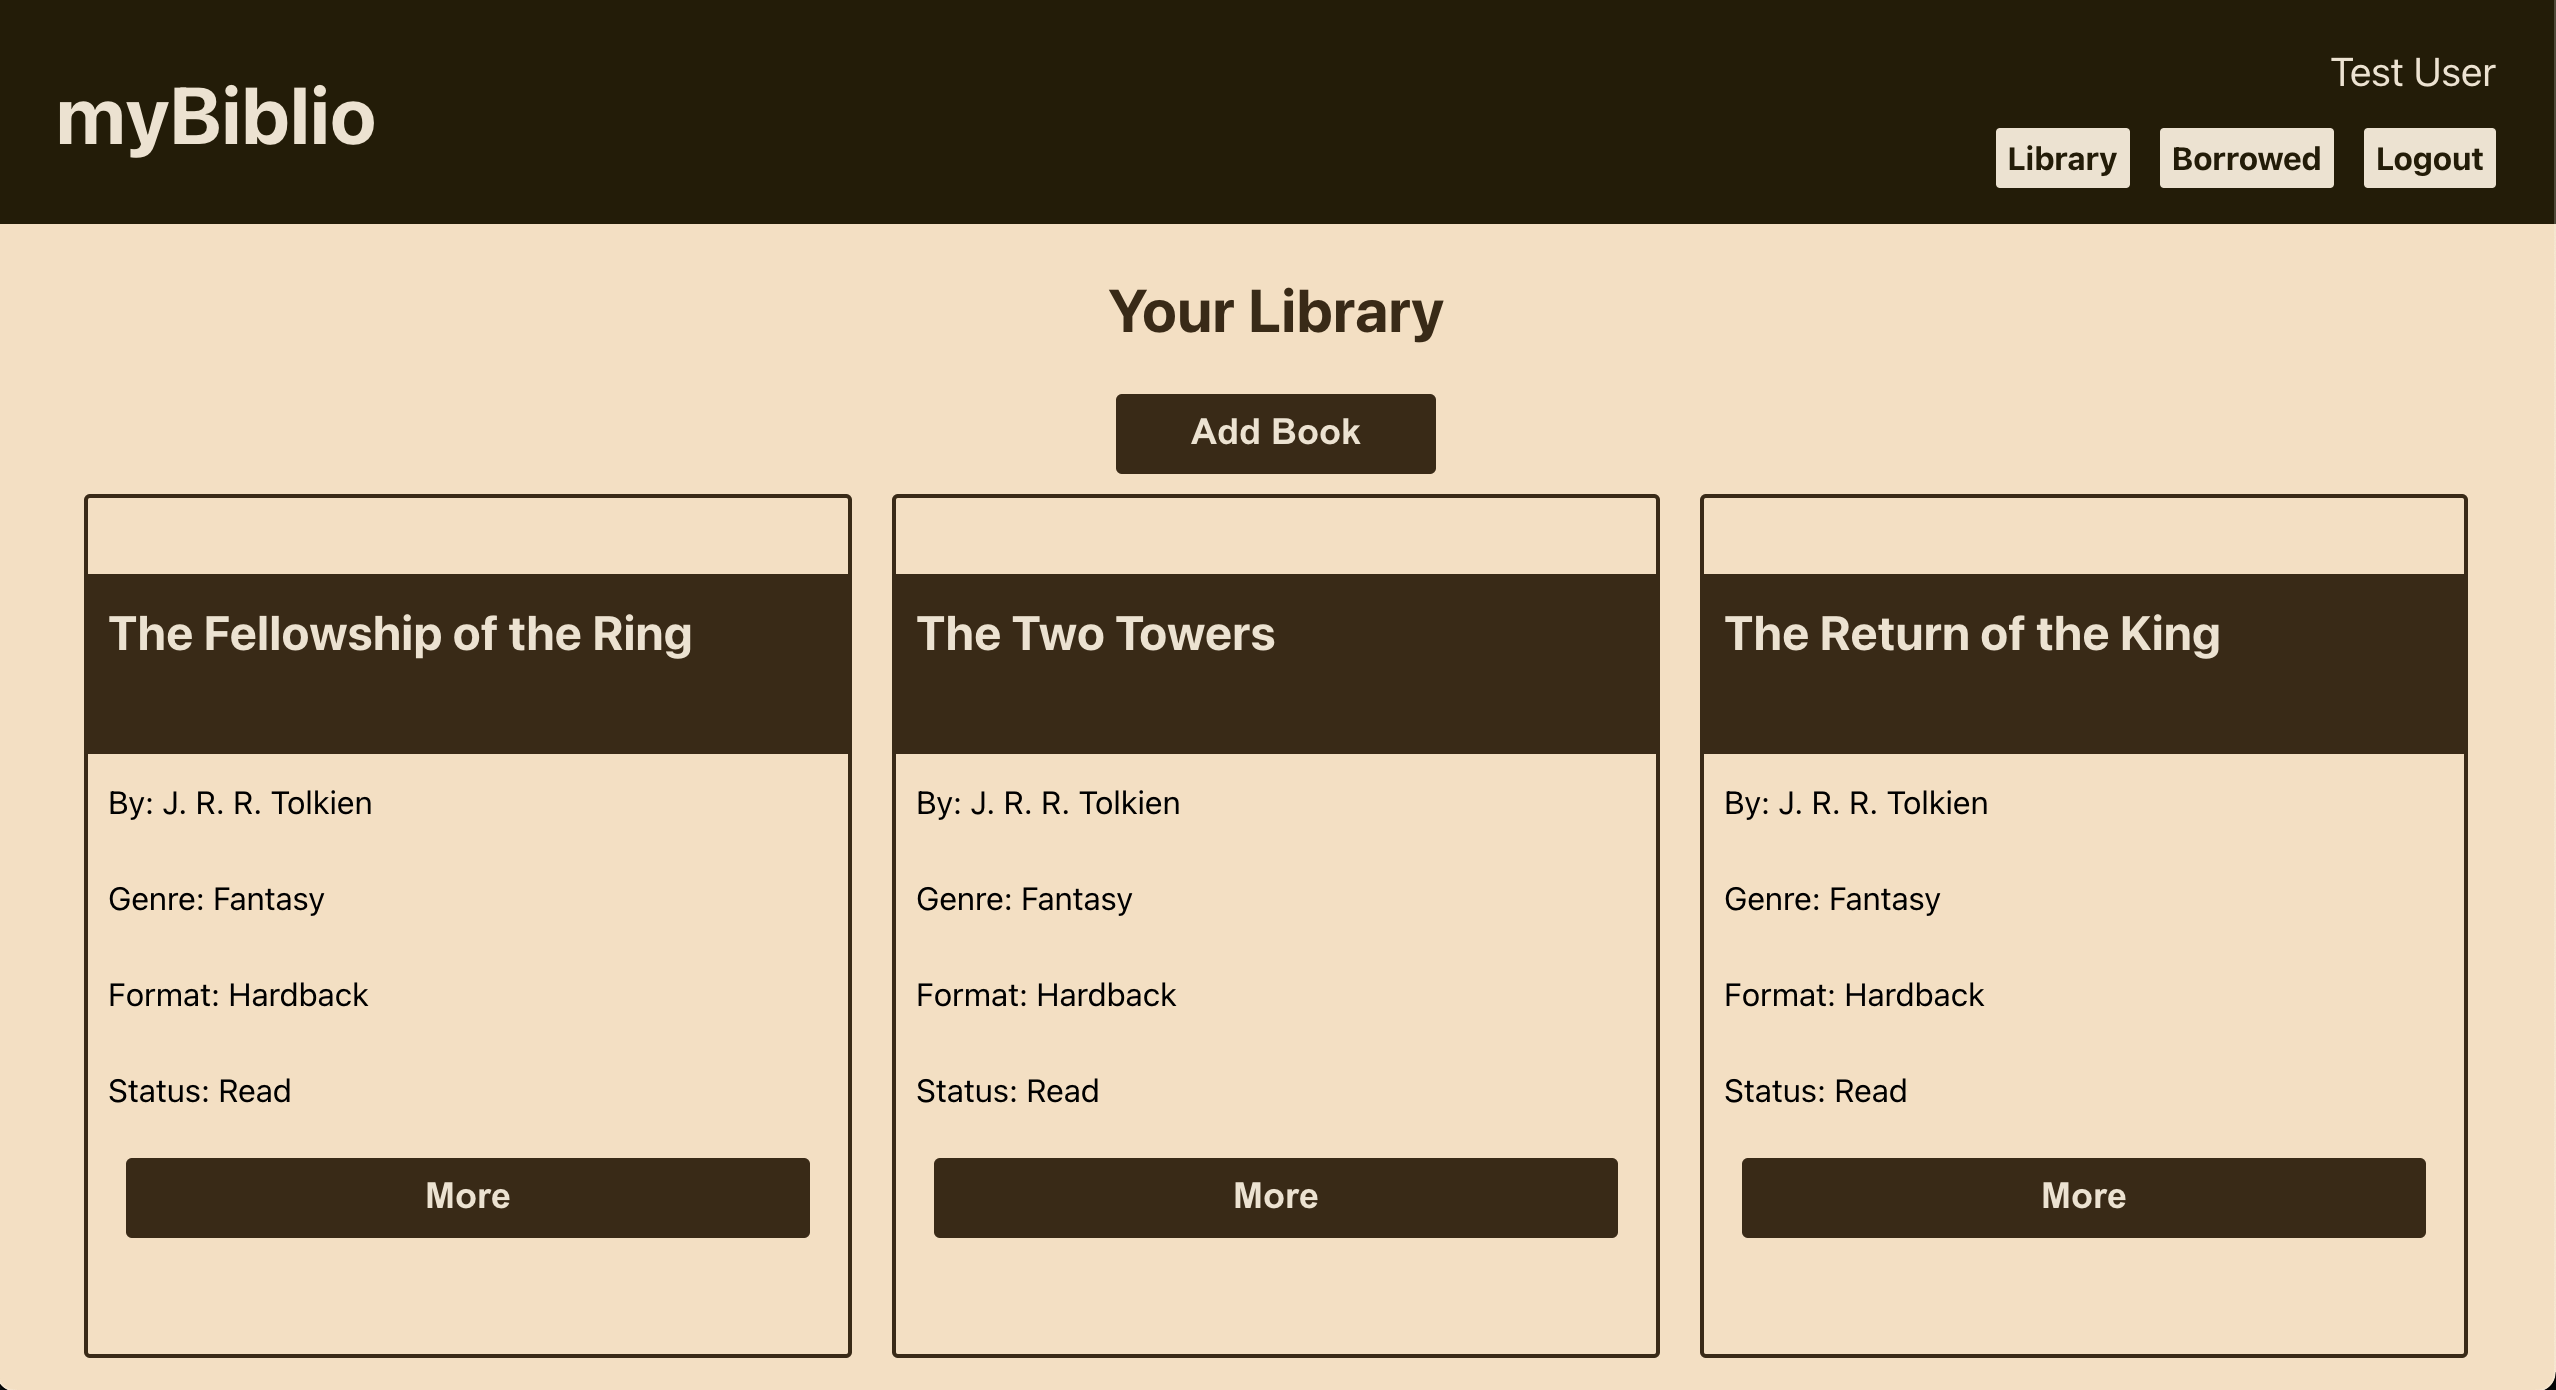 myBiblio
Test User
Library Borrowed Logout
Your Library
Add Book
The Fellowship of the Ring
By: J. R. R. Tolkien
Genre: Fantasy
Format: Hardback
Status: Read
More
The Two Towers
By: J. R. R. Tolkien
Genre: Fantasy
Format: Hardback
Status: Read
More
The Return of the King
By: J. R. R. Tolkien
Genre: Fantasy
Format: Hardback
Status: Read
More